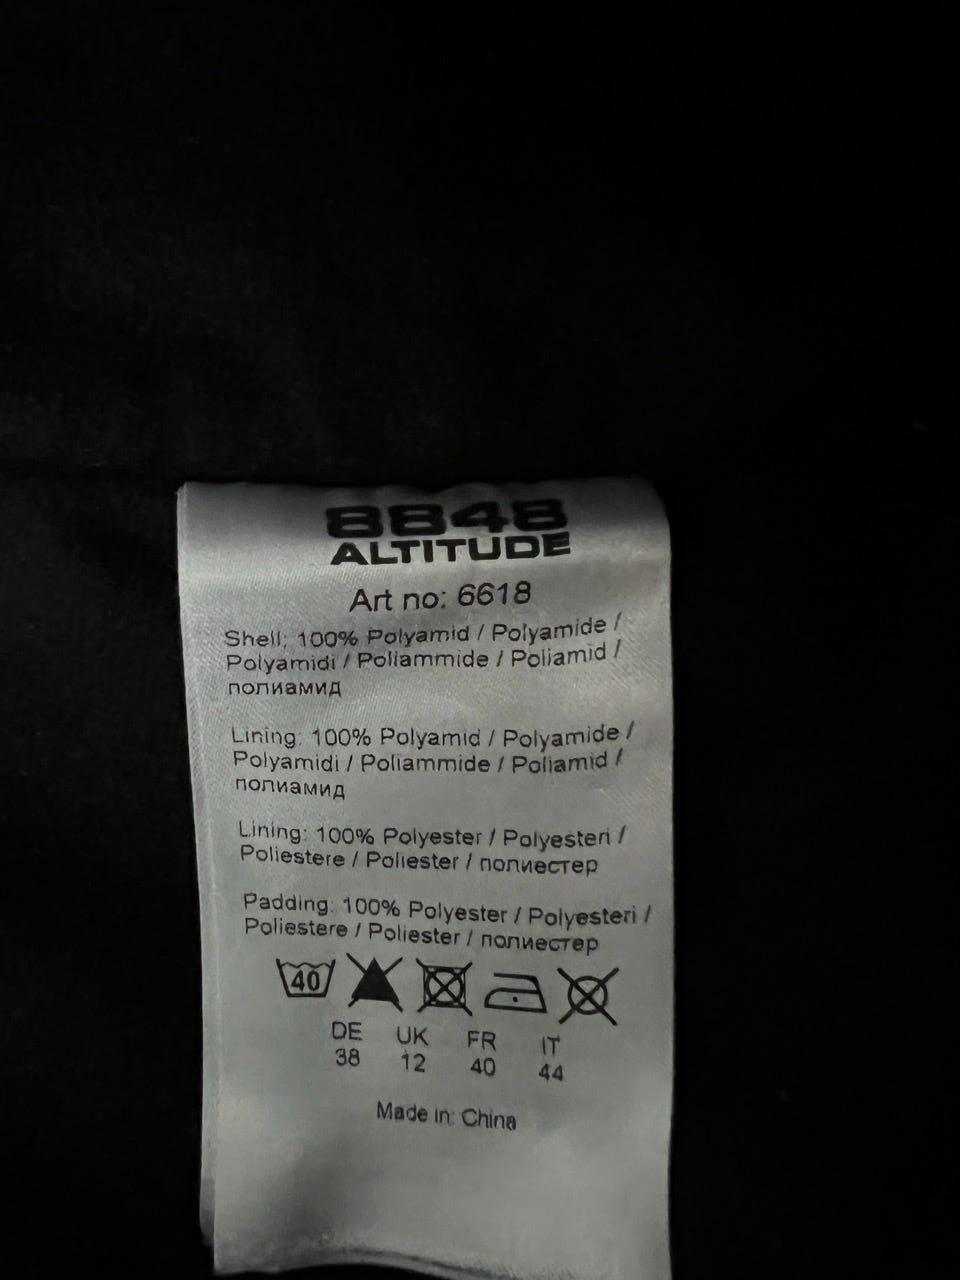 8848
ALTITUDE
Art no: 6618
Shell: 100% Polyamid / Polyamide /
Polyamidi / Poliammide / Poliamid /
полиамид
Lining: 100% Polyamid / Polyamide /
Polyamidi / Poliammide / Poliamid /
полиамид
Lining: 100% Polyester / Polyesteri /
Poliestere / Poliester / полиестер
Padding: 100% Polyester / Polyesteri /
Poliestere / Poliester / полиестер
40
DE UK FR IT
38 12 40 44
Made in: China